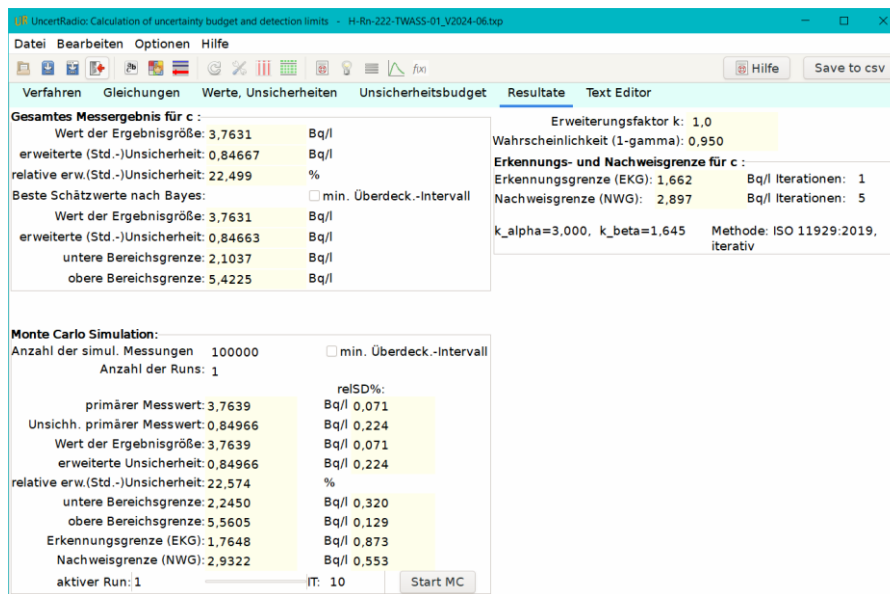 UR UncertRadio: Calculation of uncertainty budget and detection limits - H-Rn-222-TWASS-01_V2024-06.txp
Datei Bearbeiten Optionen Hilfe
f(x) Hilfe Save to csv
Verfahren Gleichungen Werte, Unsicherheiten Unsicherheitsbudget Resultate Text Editor
Gesamtes Messergebnis für c :
Wert der Ergebnisgröße: 3,7631 Bq/l
erweiterte (Std.-)Unsicherheit: 0,84667 Bq/l
relative erw.(Std.-)Unsicherheit: 22,499 %
Beste Schätzwerte nach Bayes: min. Überdeck.-Intervall
Wert der Ergebnisgröße: 3,7631 Bq/l
erweiterte (Std.-)Unsicherheit: 0,84663 Bq/l
untere Bereichsgrenze: 2,1037 Bq/l
obere Bereichsgrenze: 5,4225 Bq/l
Erweiterungsfaktor k: 1,0
Wahrscheinlichkeit (1-gamma): 0,950
Erkennungs- und Nachweisgrenze für c :
Erkennungsgrenze (EKG): 1,662 Bq/l Iterationen: 1
Nachweisgrenze (NWG): 2,897 Bq/l Iterationen: 5
k_alpha=3,000, k_beta=1,645 Methode: ISO 11929:2019,
iterativ
Monte Carlo Simulation:
Anzahl der simul. Messungen 100000 min. Überdeck.-Intervall
Anzahl der Runs: 1
relSD%:
primärer Messwert: 3,7639 Bq/l 0,071
Unsichh. primärer Messwert: 0,84966 Bq/l 0,224
Wert der Ergebnisgröße: 3,7639 Bq/l 0,071
erweiterte Unsicherheit: 0,84966 Bq/l 0,224
relative erw.(Std.-)Unsicherheit: 22,574 %
untere Bereichsgrenze: 2,2450 Bq/l 0,320
obere Bereichsgrenze: 5,5605 Bq/l 0,129
Erkennungsgrenze (EKG): 1,7648 Bq/l 0,873
Nachweisgrenze (NWG): 2,9322 Bq/l 0,553
aktiver Run: 1 IT: 10 Start MC